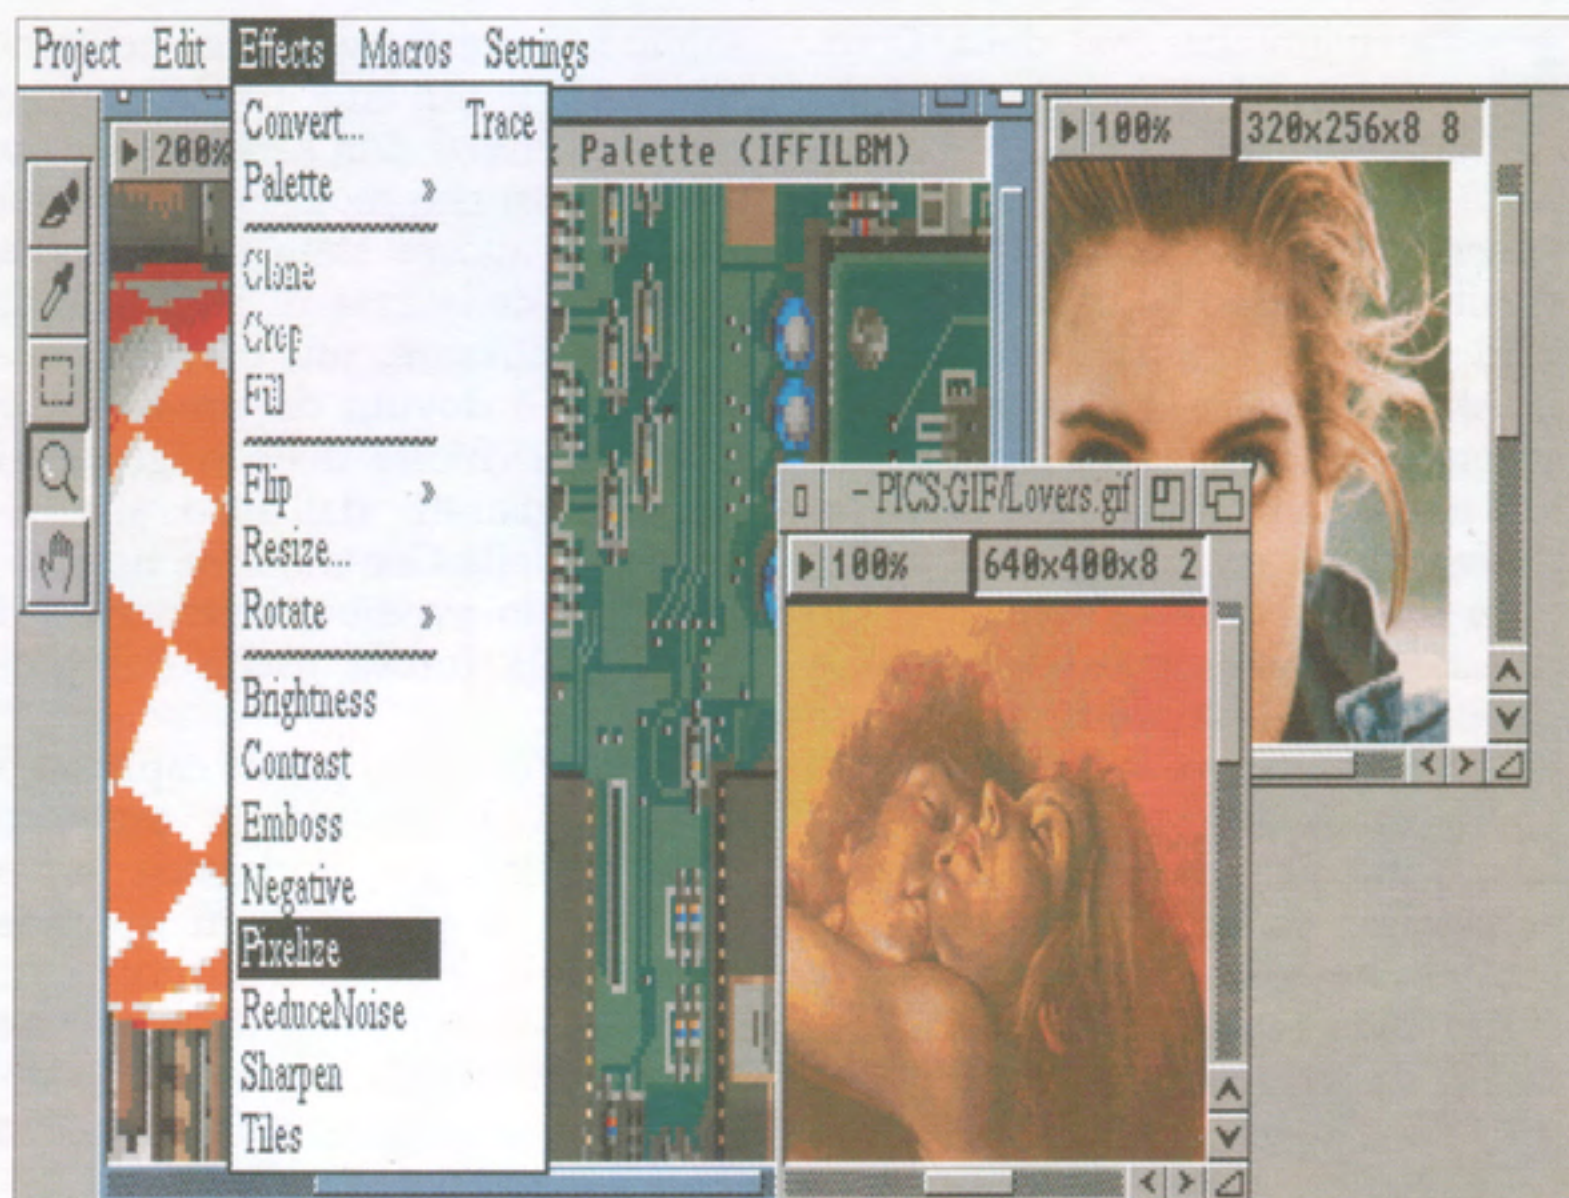 Project Edit Effects Macros Settings
Convert... Trace
Palette »
Clone
Crop
Fill
Flip »
Resize...
Rotate »
Brightness
Contrast
Emboss
Negative
Pixelize
ReduceNoise
Sharpen
Tiles
200%
Palette (IFFILBM)
100% 320x256x8 8
- PICS:GIF/Lovers.gif
100% 640x400x8 2